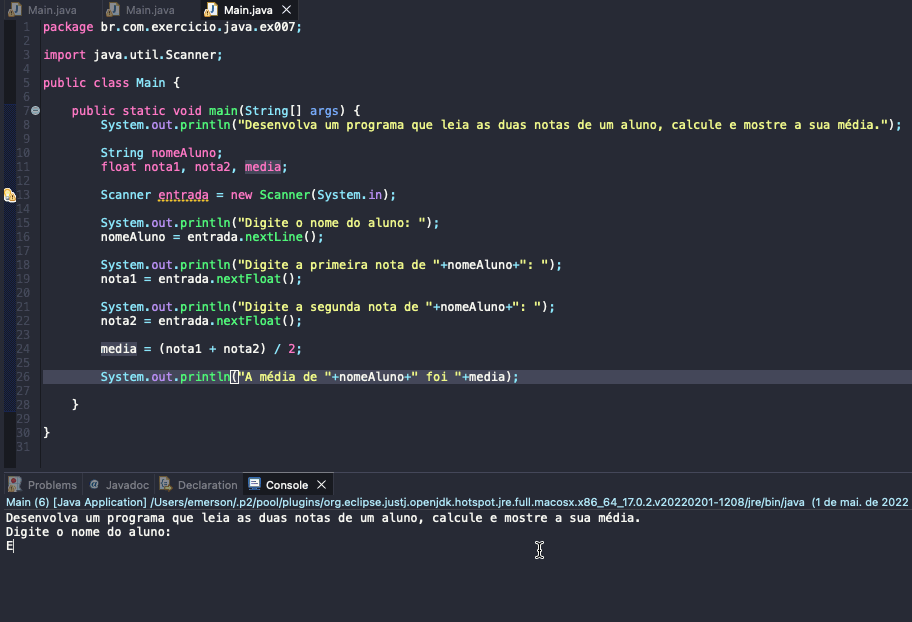 Main.java Main.java Main.java
1 package br.com.exercicio.java.ex007;
2
3 import java.util.Scanner;
4
5 public class Main {
6
7 public static void main(String[] args) {
8 System.out.println("Desenvolva um programa que leia as duas notas de um aluno, calcule e mostre a sua média.");
9
10 String nomeAluno;
11 float nota1, nota2, media;
12
13 Scanner entrada = new Scanner(System.in);
14
15 System.out.println("Digite o nome do aluno: ");
16 nomeAluno = entrada.nextLine();
17
18 System.out.println("Digite a primeira nota de "+nomeAluno+": ");
19 nota1 = entrada.nextFloat();
20
21 System.out.println("Digite a segunda nota de "+nomeAluno+": ");
22 nota2 = entrada.nextFloat();
23
24 media = (nota1 + nota2) / 2;
25
26 System.out.println("A média de "+nomeAluno+" foi "+media);
27
28 }
29
30 }
31
Problems Javadoc Declaration Console
Main (6) [Java Application] /Users/emerson/.p2/pool/plugins/org.eclipse.justj.openjdk.hotspot.jre.full.macosx.x86_64_17.0.2.v20220201-1208/jre/bin/java (1 de mai. de 2022
Desenvolva um programa que leia as duas notas de um aluno, calcule e mostre a sua média.
Digite o nome do aluno:
E